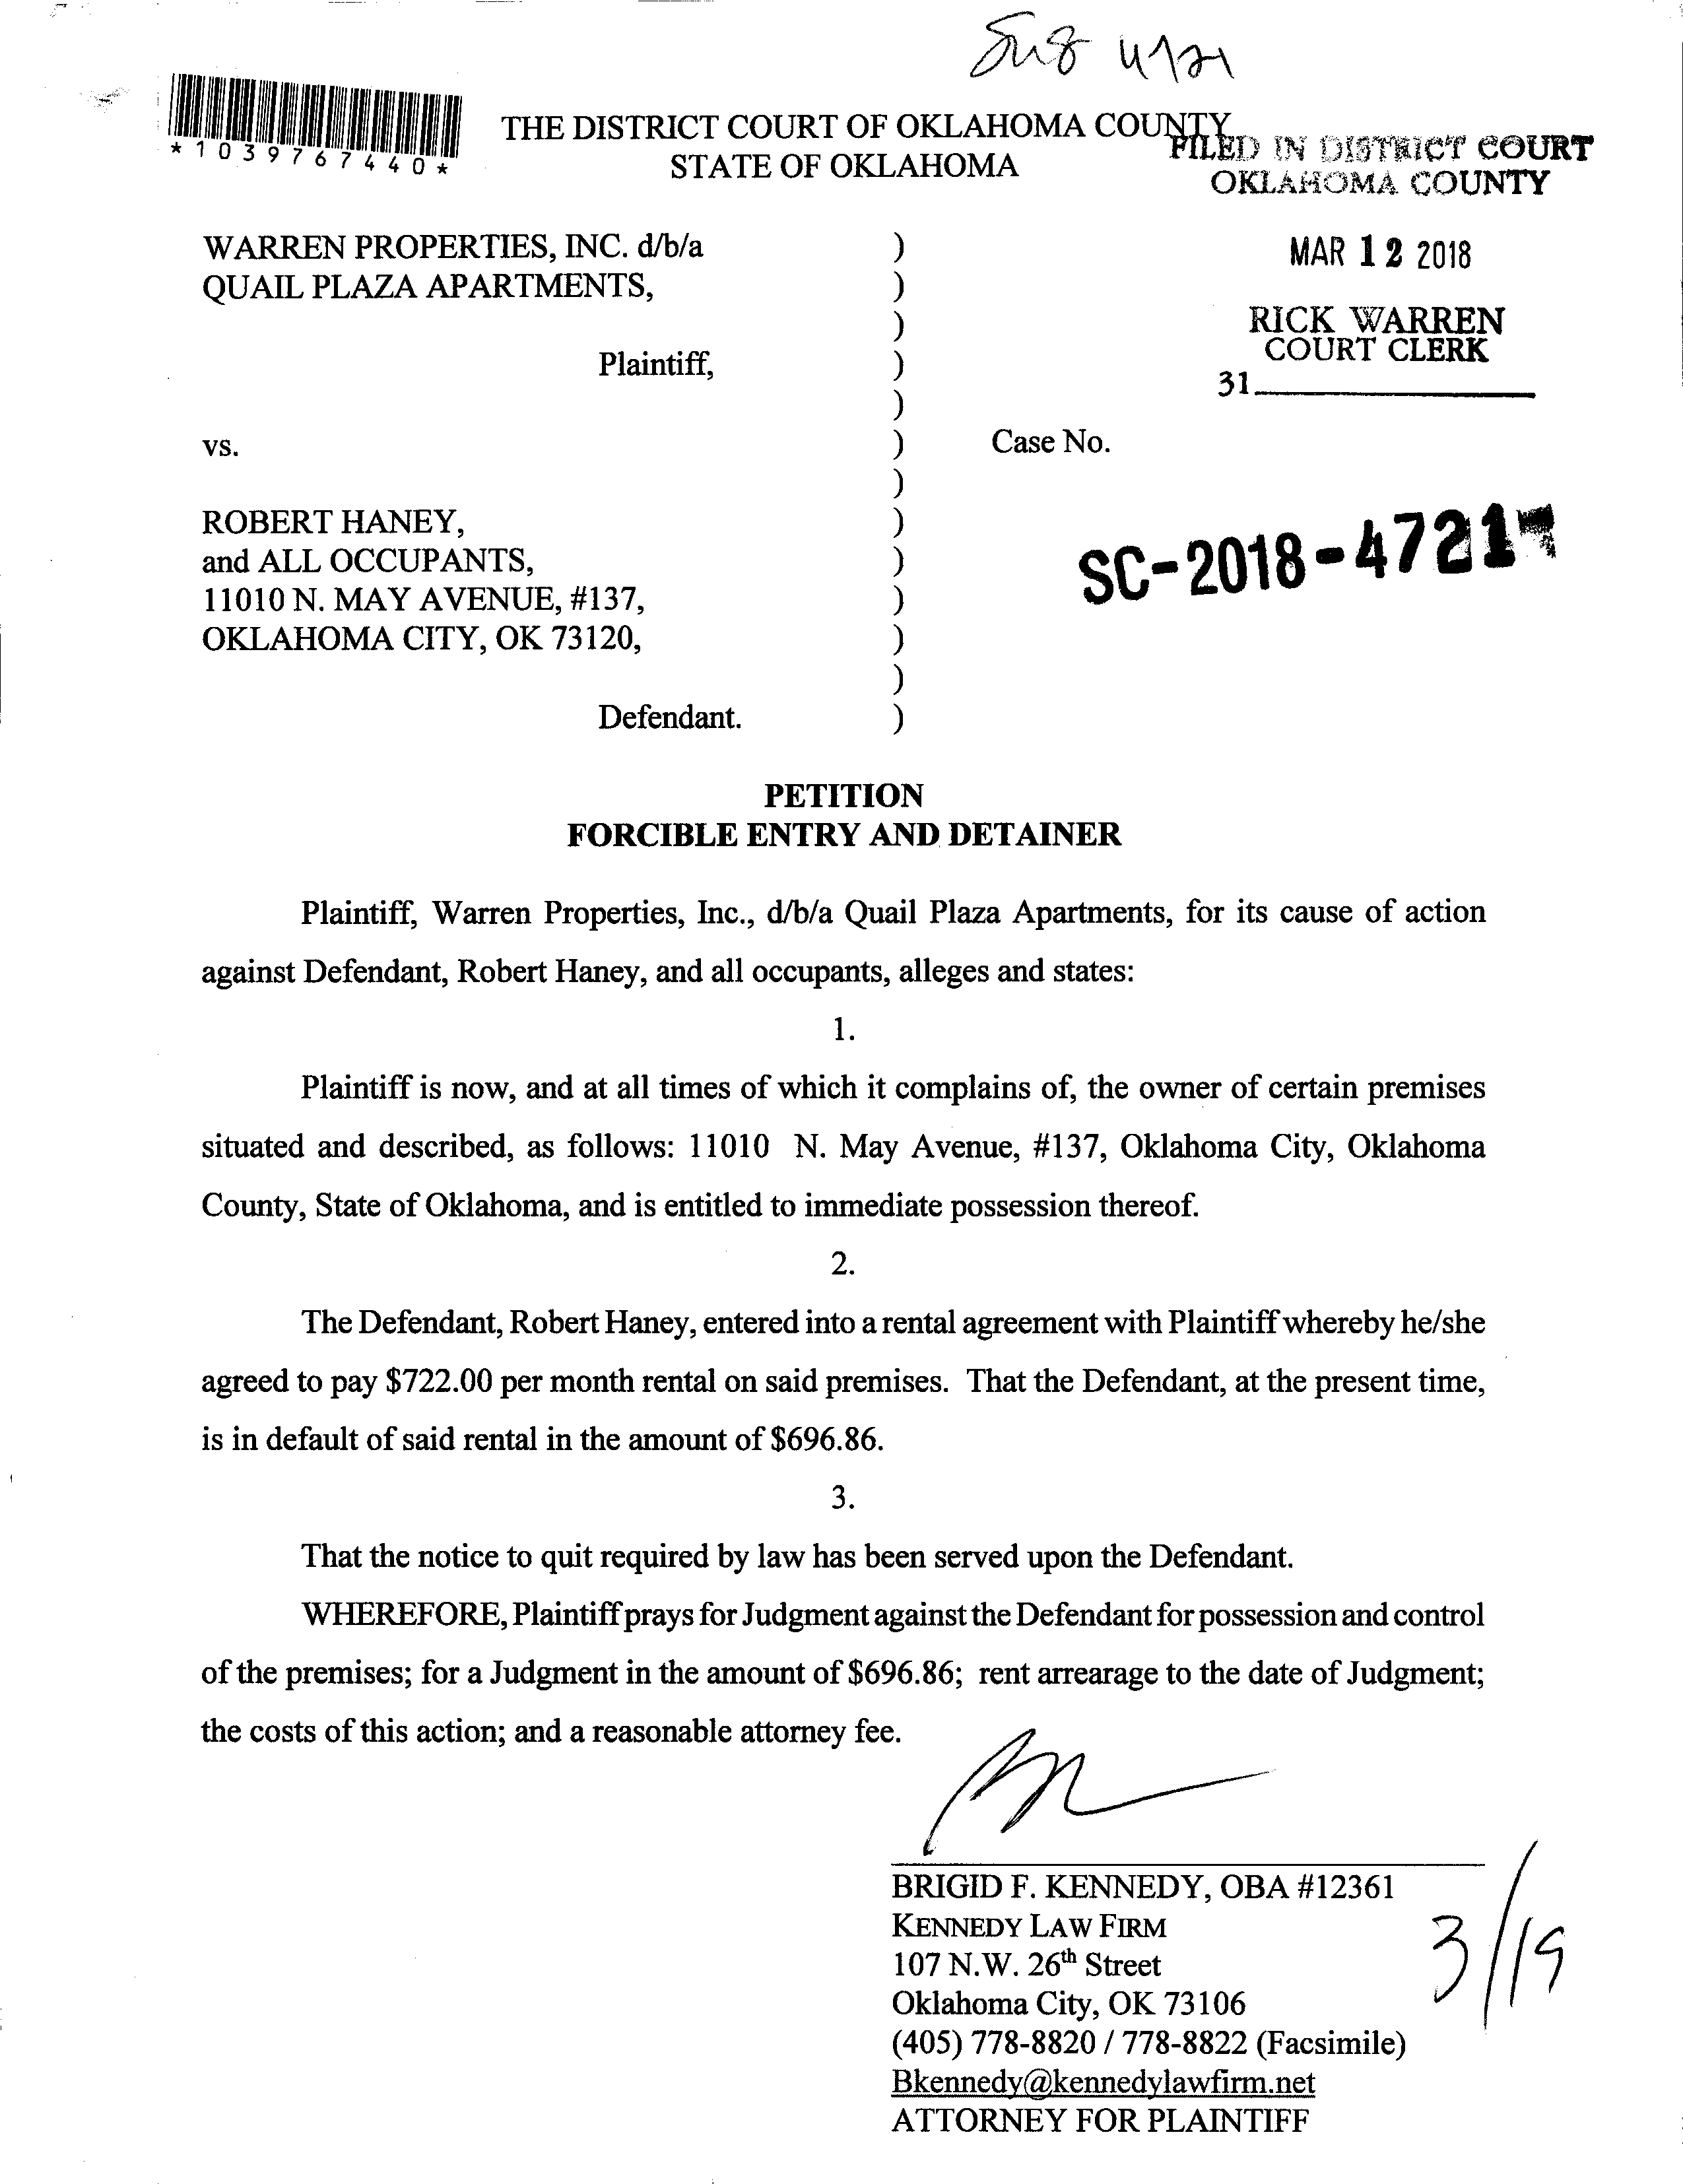 *1039767440*
THE DISTRICT COURT OF OKLAHOMA COUNTY
STATE OF OKLAHOMA
FILED IN DISTRICT COURT
OKLAHOMA COUNTY
MAR 12 2018
RICK WARREN
COURT CLERK
31
WARREN PROPERTIES, INC. d/b/a )
QUAIL PLAZA APARTMENTS, )
)
Plaintiff, )
)
vs. ) Case No.
)
ROBERT HANEY, )
and ALL OCCUPANTS, )
11010 N. MAY AVENUE, #137, )
OKLAHOMA CITY, OK 73120, )
)
Defendant. )
SC-2018-4721
PETITION
FORCIBLE ENTRY AND DETAINER
Plaintiff, Warren Properties, Inc., d/b/a Quail Plaza Apartments, for its cause of action
against Defendant, Robert Haney, and all occupants, alleges and states:
1.
Plaintiff is now, and at all times of which it complains of, the owner of certain premises
situated and described, as follows: 11010 N. May Avenue, #137, Oklahoma City, Oklahoma
County, State of Oklahoma, and is entitled to immediate possession thereof.
2.
The Defendant, Robert Haney, entered into a rental agreement with Plaintiff whereby he/she
agreed to pay $722.00 per month rental on said premises. That the Defendant, at the present time,
is in default of said rental in the amount of $696.86.
3.
That the notice to quit required by law has been served upon the Defendant.
WHEREFORE, Plaintiff prays for Judgment against the Defendant for possession and control
of the premises; for a Judgment in the amount of $696.86; rent arrearage to the date of Judgment;
the costs of this action; and a reasonable attorney fee.
BRIGID F. KENNEDY, OBA #12361
KENNEDY LAW FIRM
107 N.W. 26th Street
Oklahoma City, OK 73106
(405) 778-8820 / 778-8822 (Facsimile)
Bkennedy@kennedylawfirm.net
ATTORNEY FOR PLAINTIFF
3/19